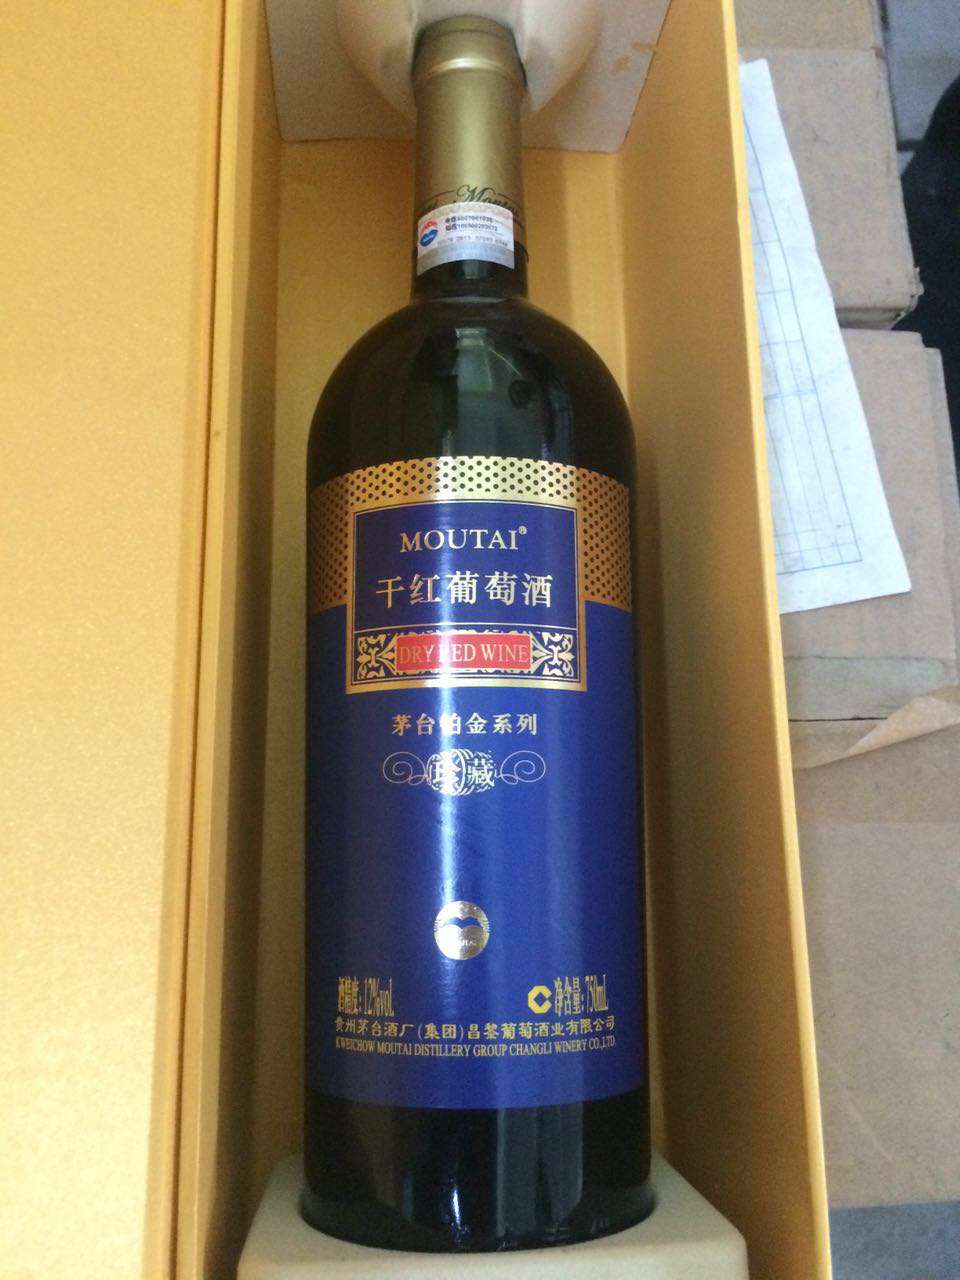 MOUTAI®
干红葡萄酒
DRY RED WINE
茅台铂金系列
珍藏
酒精度:12%vol
净含量:750mL
贵州茅台酒厂(集团)昌黎葡萄酒业有限公司
KWEICHOW MOUTAI DISTILLERY GROUP CHANGLI WINERY CO.,LTD.